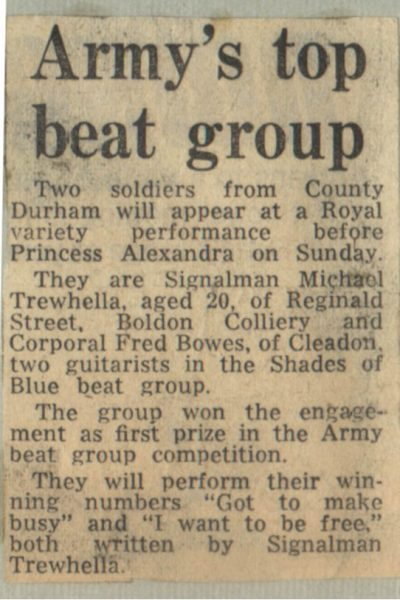 Army's top
beat group
Two soldiers from County
Durham will appear at a Royal
variety performance before
Princess Alexandra on Sunday.
They are Signalman Michael
Trewhella, aged 20, of Reginald
Street, Boldon Colliery and
Corporal Fred Bowes, of Cleadon,
two guitarists in the Shades of
Blue beat group.
The group won the engage-
ment as first prize in the Army
beat group competition.
They will perform their win-
ning numbers "Got to make
busy" and "I want to be free,"
both written by Signalman
Trewhella.